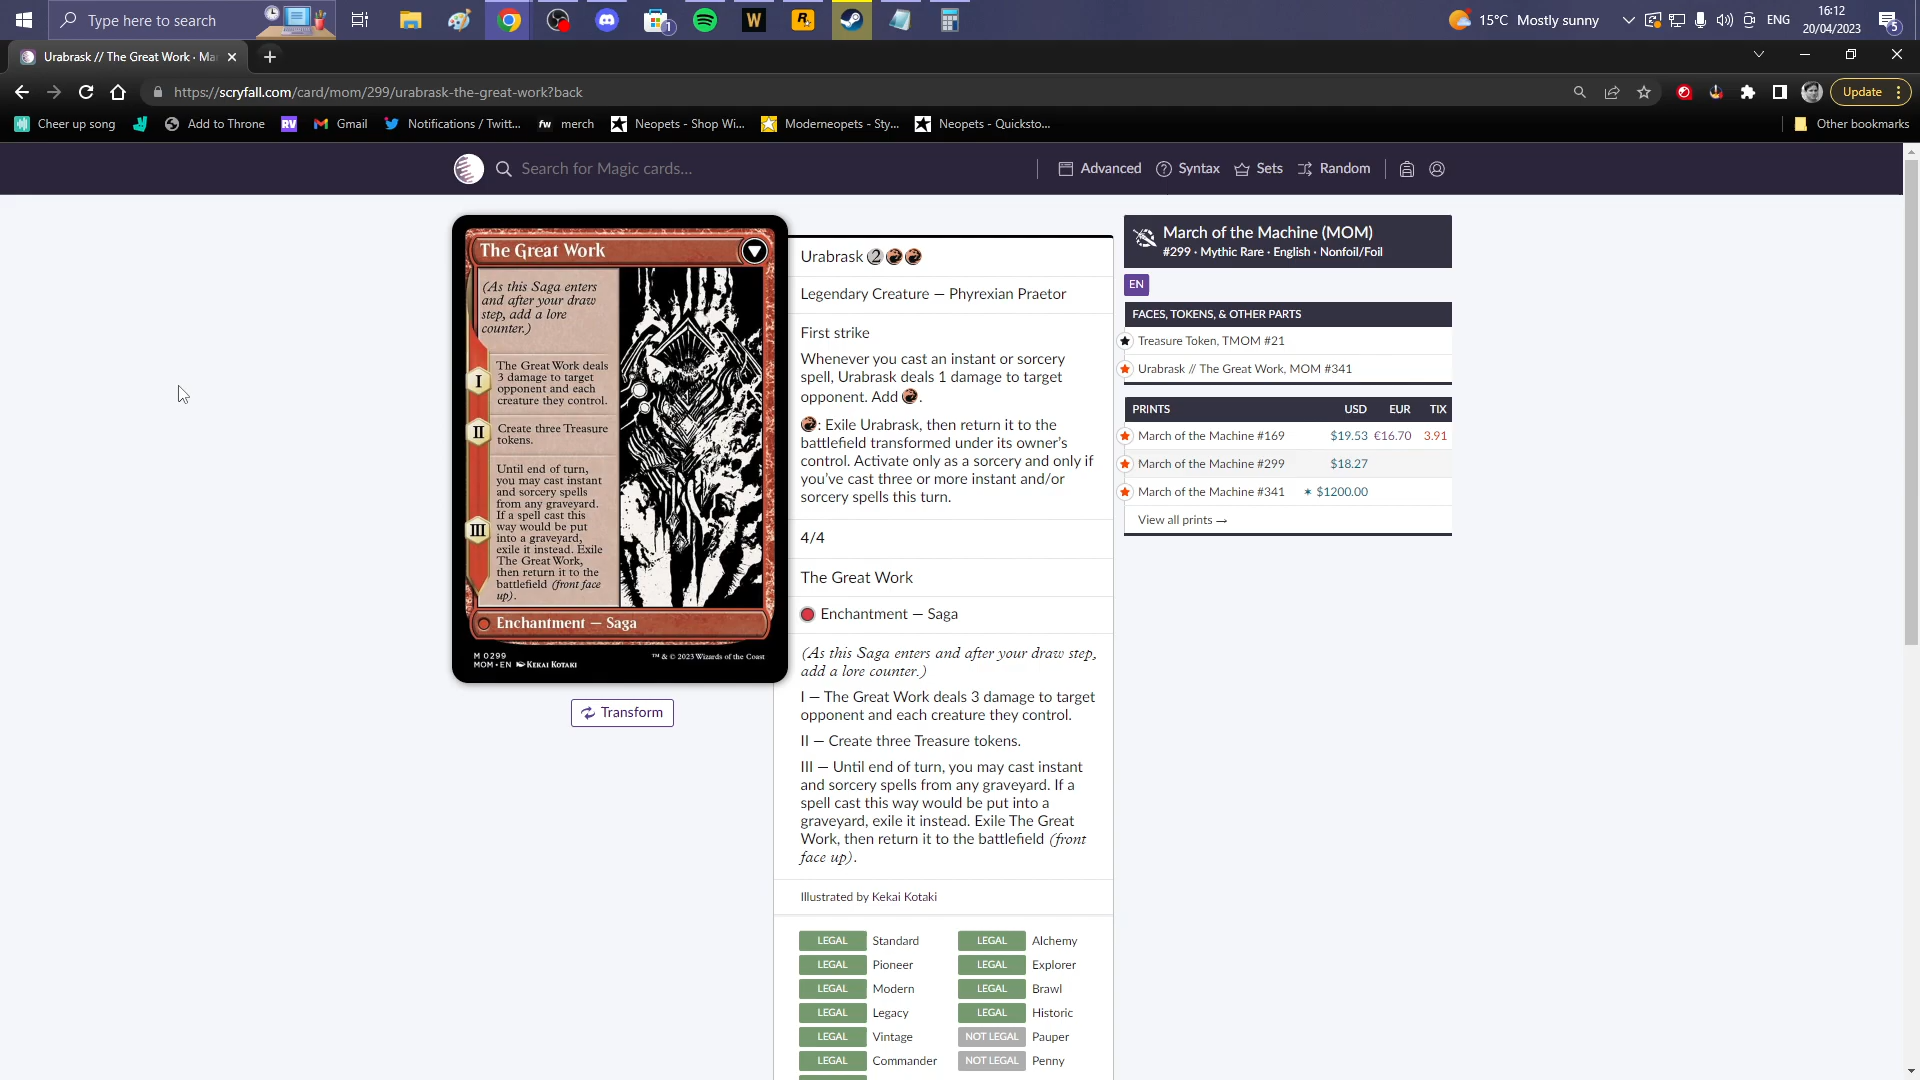 Type here to search
1
15°C Mostly sunny
ENG
16:12
20/04/2023
5
Urabrask // The Great Work · Ma
https://scryfall.com/card/mom/299/urabrask-the-great-work?back
Update
Cheer up song
Add to Throne
RV
Gmail
Notifications / Twitt...
fw merch
Neopets - Shop Wi...
Moderneopets - Sty...
Neopets - Quicksto...
Other bookmarks
Search for Magic cards...
Advanced
Syntax
Sets
Random
The Great Work
(As this Saga enters
and after your draw
step, add a lore
counter.)
I
The Great Work deals
3 damage to target
opponent and each
creature they control.
II
Create three Treasure
tokens.
III
Until end of turn,
you may cast instant
and sorcery spells
from any graveyard.
If a spell cast this
way would be put
into a graveyard,
exile it instead. Exile
The Great Work,
then return it to the
battlefield (front face
up).
Enchantment — Saga
M 0299
MOM • EN KEKAI KOTAKI
™ & © 2023 Wizards of the Coast
Transform
Urabrask 2
Legendary Creature — Phyrexian Praetor
First strike
Whenever you cast an instant or sorcery
spell, Urabrask deals 1 damage to target
opponent. Add .
: Exile Urabrask, then return it to the
battlefield transformed under its owner's
control. Activate only as a sorcery and only if
you've cast three or more instant and/or
sorcery spells this turn.
4/4
The Great Work
Enchantment — Saga
(As this Saga enters and after your draw step,
add a lore counter.)
I — The Great Work deals 3 damage to target
opponent and each creature they control.
II — Create three Treasure tokens.
III — Until end of turn, you may cast instant
and sorcery spells from any graveyard. If a
spell cast this way would be put into a
graveyard, exile it instead. Exile The Great
Work, then return it to the battlefield (front
face up).
Illustrated by Kekai Kotaki
LEGAL Standard LEGAL Alchemy
LEGAL Pioneer LEGAL Explorer
LEGAL Modern LEGAL Brawl
LEGAL Legacy LEGAL Historic
LEGAL Vintage NOT LEGAL Pauper
LEGAL Commander NOT LEGAL Penny
March of the Machine (MOM)
#299 · Mythic Rare · English · Nonfoil/Foil
EN
FACES, TOKENS, & OTHER PARTS
Treasure Token, TMOM #21
Urabrask // The Great Work, MOM #341
PRINTS USD EUR TIX
March of the Machine #169 $19.53 €16.70 3.91
March of the Machine #299 $18.27
March of the Machine #341 ✶ $1200.00
View all prints →